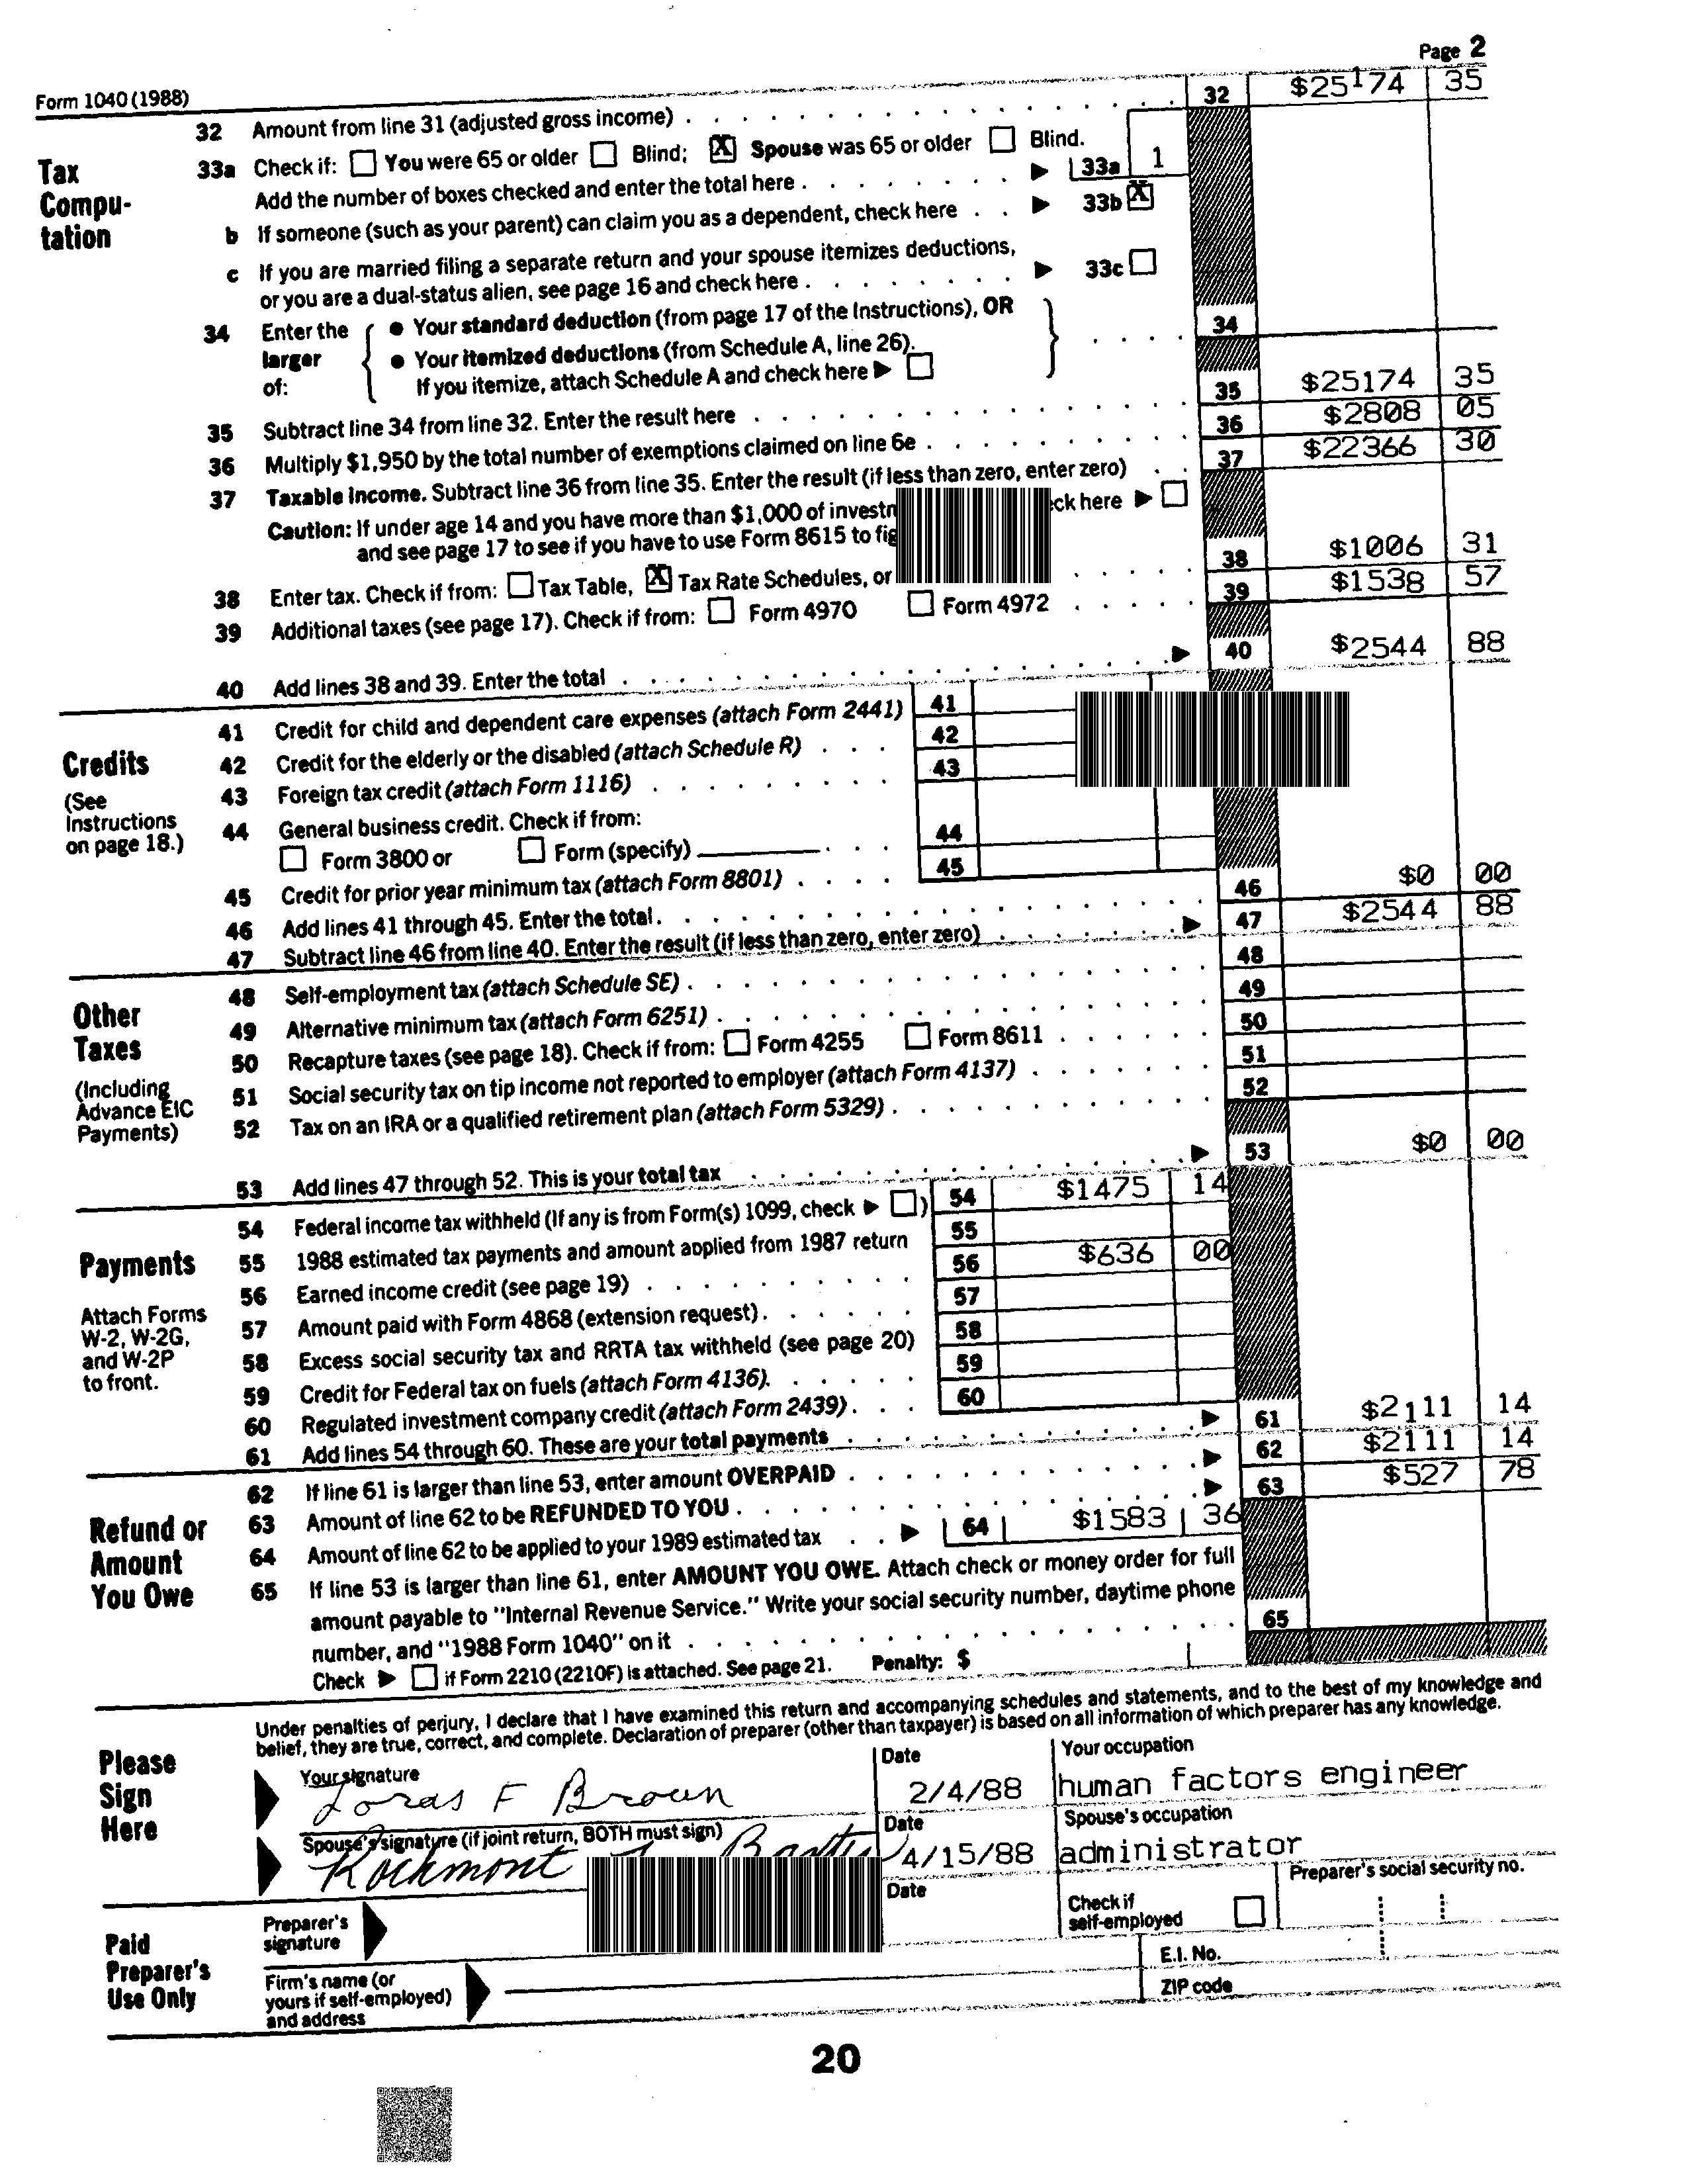 Page 2
Form 1040 (1988)
32 Amount from line 31 (adjusted gross income) 32 $25174 35
Tax Computation
33a Check if: You were 65 or older Blind; X Spouse was 65 or older Blind.
Add the number of boxes checked and enter the total here 33a 1
b If someone (such as your parent) can claim you as a dependent, check here 33b X
c If you are married filing a separate return and your spouse itemizes deductions,
or you are a dual-status alien, see page 16 and check here 33c
34 Enter the larger of:
• Your standard deduction (from page 17 of the Instructions), OR
• Your itemized deductions (from Schedule A, line 26).
If you itemize, attach Schedule A and check here 34
35 Subtract line 34 from line 32. Enter the result here 35 $25174 35
36 Multiply $1,950 by the total number of exemptions claimed on line 6e 36 $2808 05
37 Taxable income. Subtract line 36 from line 35. Enter the result (if less than zero, enter zero) 37 $22366 30
Caution: If under age 14 and you have more than $1,000 of here
and see page 17 to see if you have to use Form 8615 to
38 Enter tax. Check if from: Tax Table, X Tax Rate Schedules, or 38 $1006 31
39 Additional taxes (see page 17). Check if from: Form 4970 Form 4972 39 $1538 57
40 Add lines 38 and 39. Enter the total 40 $2544 88
Credits
(See Instructions on page 18.)
41 Credit for child and dependent care expenses (attach Form 2441) 41
42 Credit for the elderly or the disabled (attach Schedule R) 42
43 Foreign tax credit (attach Form 1116) 43
44 General business credit. Check if from:
Form 3800 or Form (specify) 44
45 Credit for prior year minimum tax (attach Form 8801) 45
46 Add lines 41 through 45. Enter the total. 46 $0 00
47 Subtract line 46 from line 40. Enter the result (if less than zero, enter zero) 47 $2544 88
Other Taxes
(Including Advance EIC Payments)
48 Self-employment tax (attach Schedule SE) 48
49 Alternative minimum tax (attach Form 6251) 49
50 Recapture taxes (see page 18). Check if from: Form 4255 Form 8611 50
51 Social security tax on tip income not reported to employer (attach Form 4137) 51
52 Tax on an IRA or a qualified retirement plan (attach Form 5329) 52
53 Add lines 47 through 52. This is your total tax 53 $0 00
Payments
Attach Forms W-2, W-2G, and W-2P to front.
54 Federal income tax withheld (If any is from Form(s) 1099, check ) 54 $1475 14
55 1988 estimated tax payments and amount applied from 1987 return 55
56 Earned income credit (see page 19) 56 $636 00
57 Amount paid with Form 4868 (extension request) 57
58 Excess social security tax and RRTA tax withheld (see page 20) 58
59 Credit for Federal tax on fuels (attach Form 4136). 59
60 Regulated investment company credit (attach Form 2439) 60
61 Add lines 54 through 60. These are your total payments 61 $2111 14
Refund or Amount You Owe
62 If line 61 is larger than line 53, enter amount OVERPAID 62 $2111 14
63 Amount of line 62 to be REFUNDED TO YOU 63 $527 78
64 Amount of line 62 to be applied to your 1989 estimated tax 64 $1583 36
65 If line 53 is larger than line 61, enter AMOUNT YOU OWE. Attach check or money order for full
amount payable to "Internal Revenue Service." Write your social security number, daytime phone
number, and "1988 Form 1040" on it 65
Check if Form 2210 (2210F) is attached. See page 21. Penalty: $
Please Sign Here
Under penalties of perjury, I declare that I have examined this return and accompanying schedules and statements, and to the best of my knowledge and
belief, they are true, correct, and complete. Declaration of preparer (other than taxpayer) is based on all information of which preparer has any knowledge.
Your signature Date Your occupation
Loras F Brown 2/4/88 human factors engineer
Spouse's signature (if joint return, BOTH must sign) Date Spouse's occupation
Rochmont 4/15/88 administrator
Paid Preparer's Use Only
Preparer's signature Date Check if self-employed Preparer's social security no.
Firm's name (or yours if self-employed) and address E.I. No.
ZIP code
20